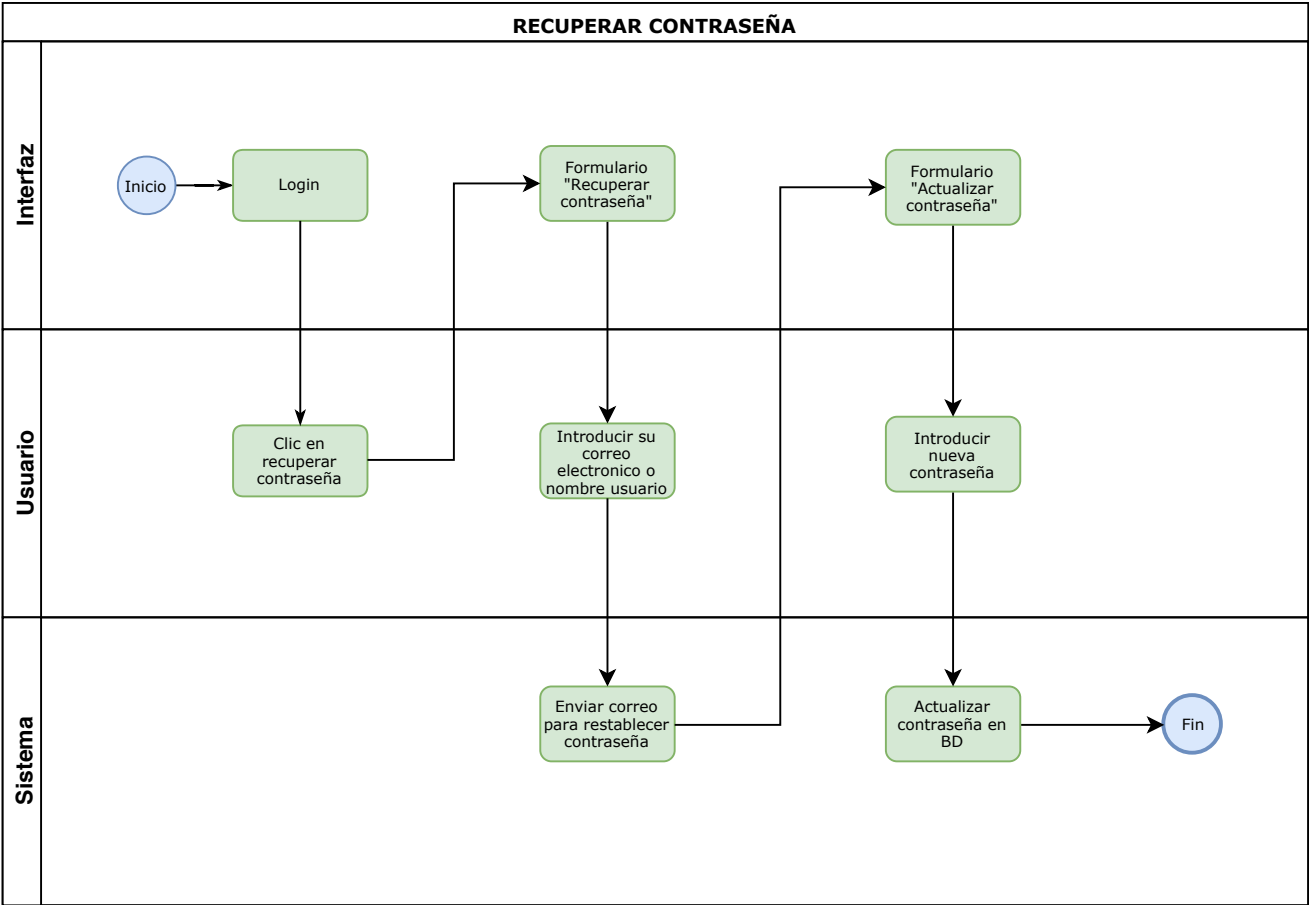 RECUPERAR CONTRASEÑA
Interfaz
Inicio
Login
Formulario
"Recuperar
contraseña"
Formulario
"Actualizar
contraseña"
Usuario
Clic en
recuperar
contraseña
Introducir su
correo
electronico o
nombre usuario
Introducir
nueva
contraseña
Sistema
Enviar correo
para restablecer
contraseña
Actualizar
contraseña en
BD
Fin